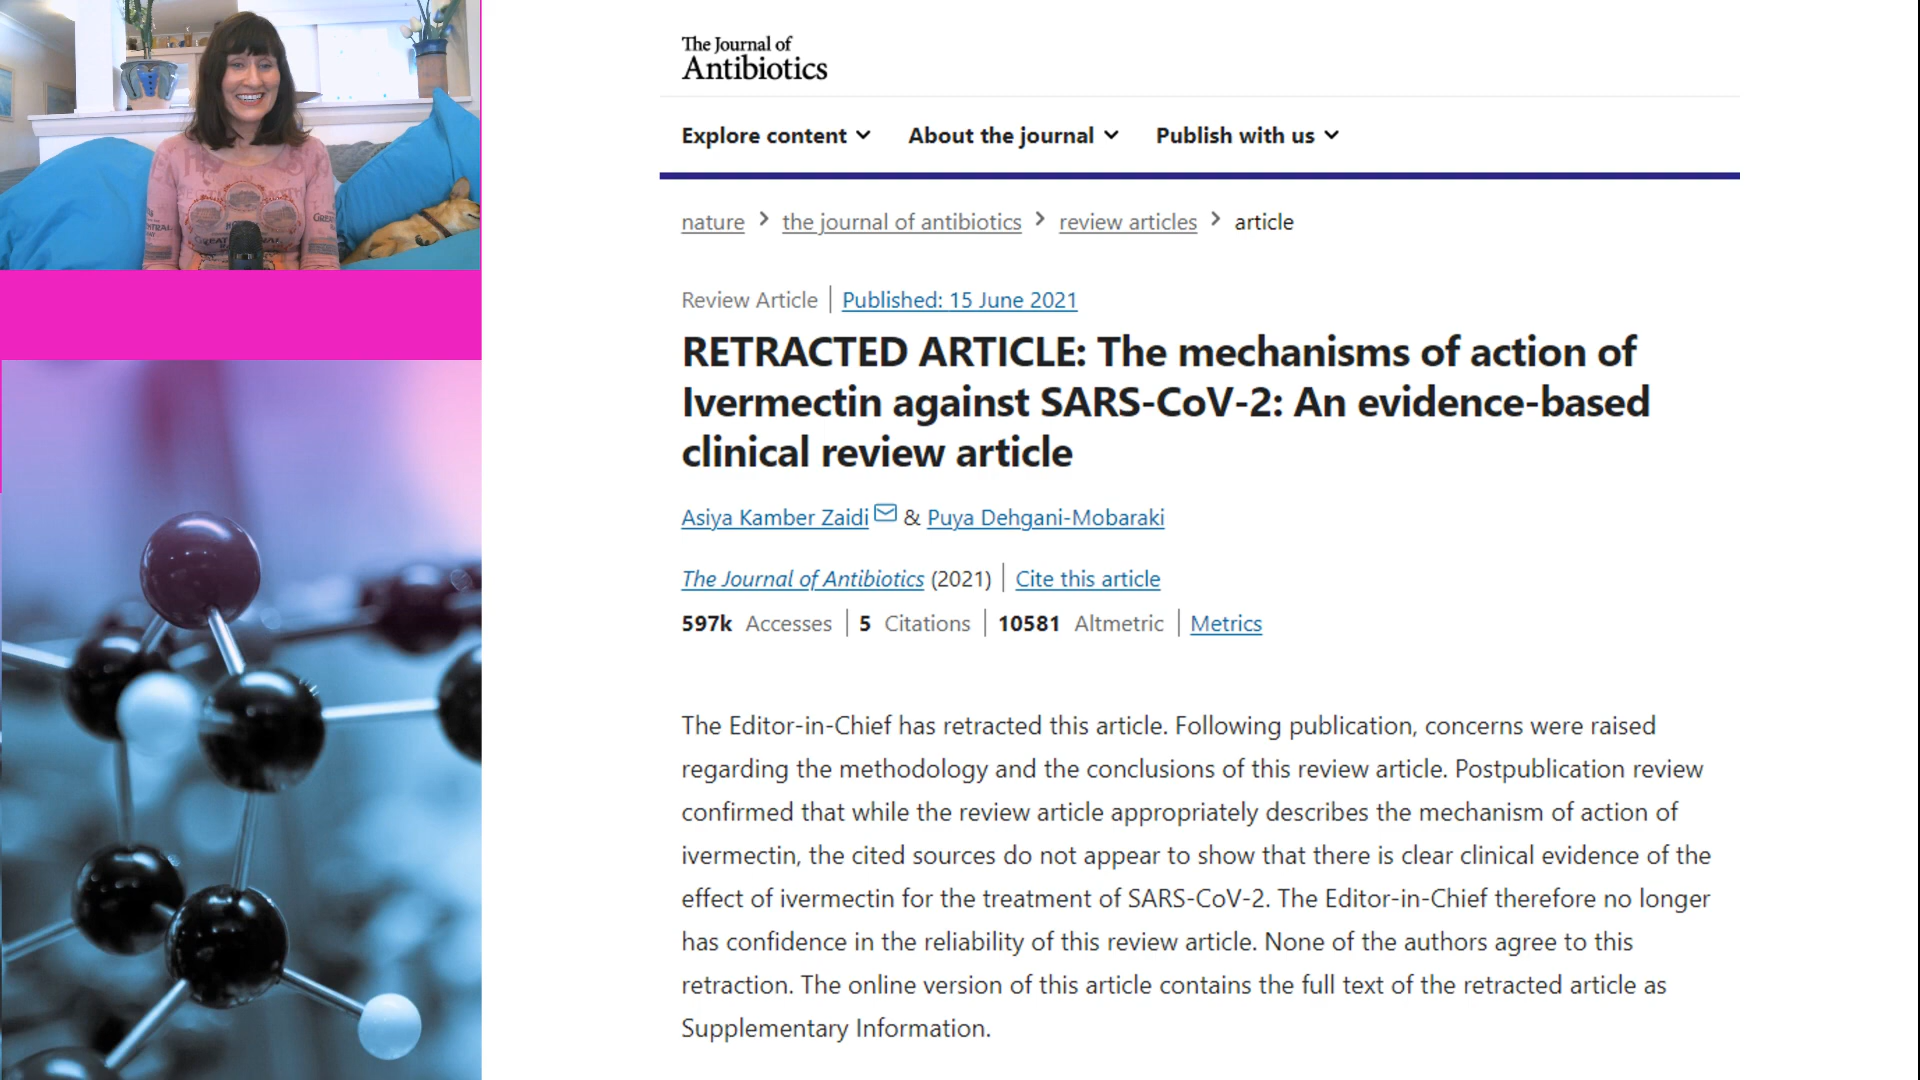 The Journal of
Antibiotics
Explore content
About the journal
Publish with us
nature > the journal of antibiotics > review articles > article
Review Article | Published: 15 June 2021
RETRACTED ARTICLE: The mechanisms of action of
Ivermectin against SARS-CoV-2: An evidence-based
clinical review article
Asiya Kamber Zaidi & Puya Dehgani-Mobaraki
The Journal of Antibiotics (2021) | Cite this article
597k Accesses | 5 Citations | 10581 Altmetric | Metrics
The Editor-in-Chief has retracted this article. Following publication, concerns were raised
regarding the methodology and the conclusions of this review article. Postpublication review
confirmed that while the review article appropriately describes the mechanism of action of
ivermectin, the cited sources do not appear to show that there is clear clinical evidence of the
effect of ivermectin for the treatment of SARS-CoV-2. The Editor-in-Chief therefore no longer
has confidence in the reliability of this review article. None of the authors agree to this
retraction. The online version of this article contains the full text of the retracted article as
Supplementary Information.